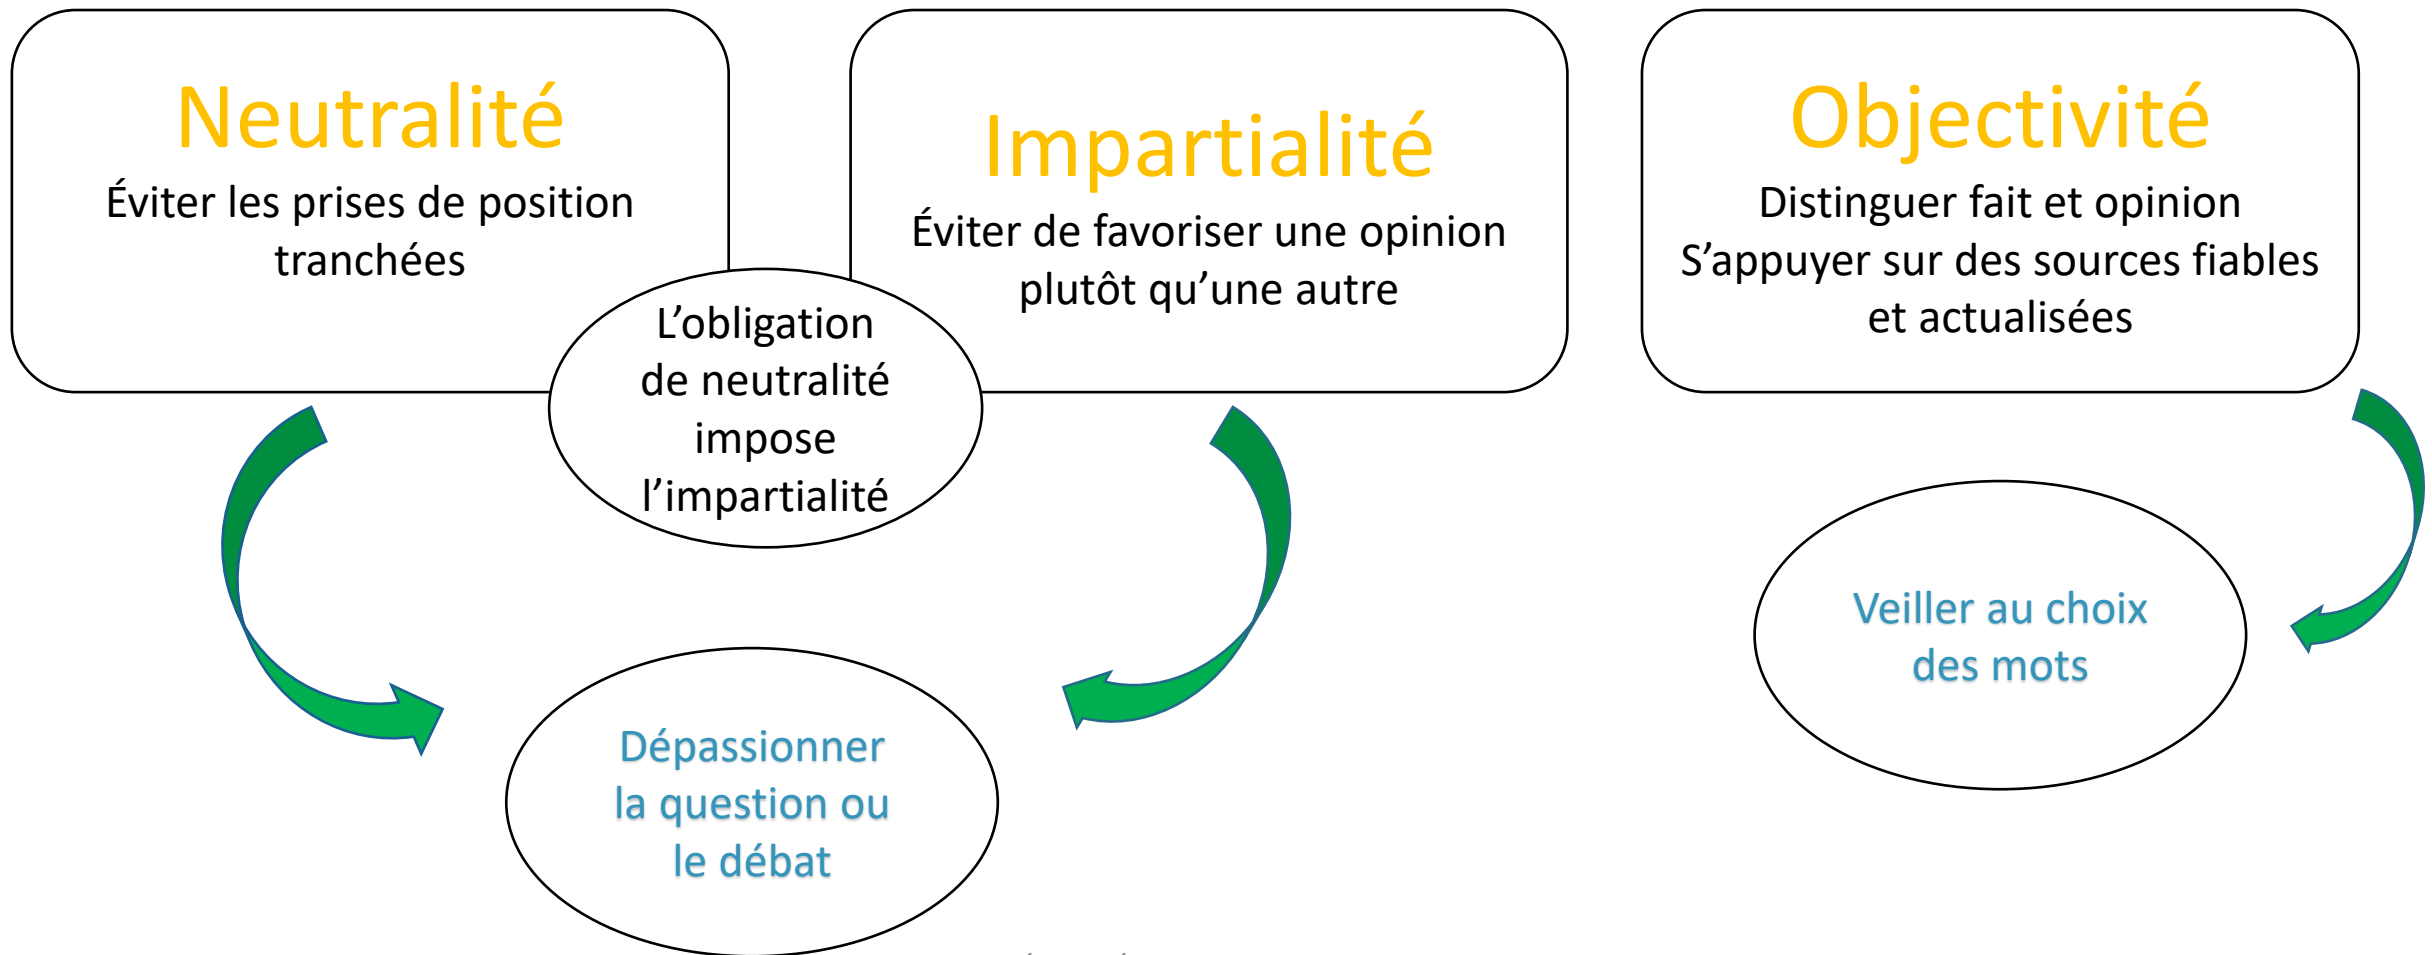 Neutralité
Éviter les prises de position
tranchées
Impartialité
Éviter de favoriser une opinion
plutôt qu’une autre
Objectivité
Distinguer fait et opinion
S’appuyer sur des sources fiables
et actualisées
L’obligation
de neutralité
impose
l’impartialité
Dépassionner
la question ou
le débat
Veiller au choix
des mots